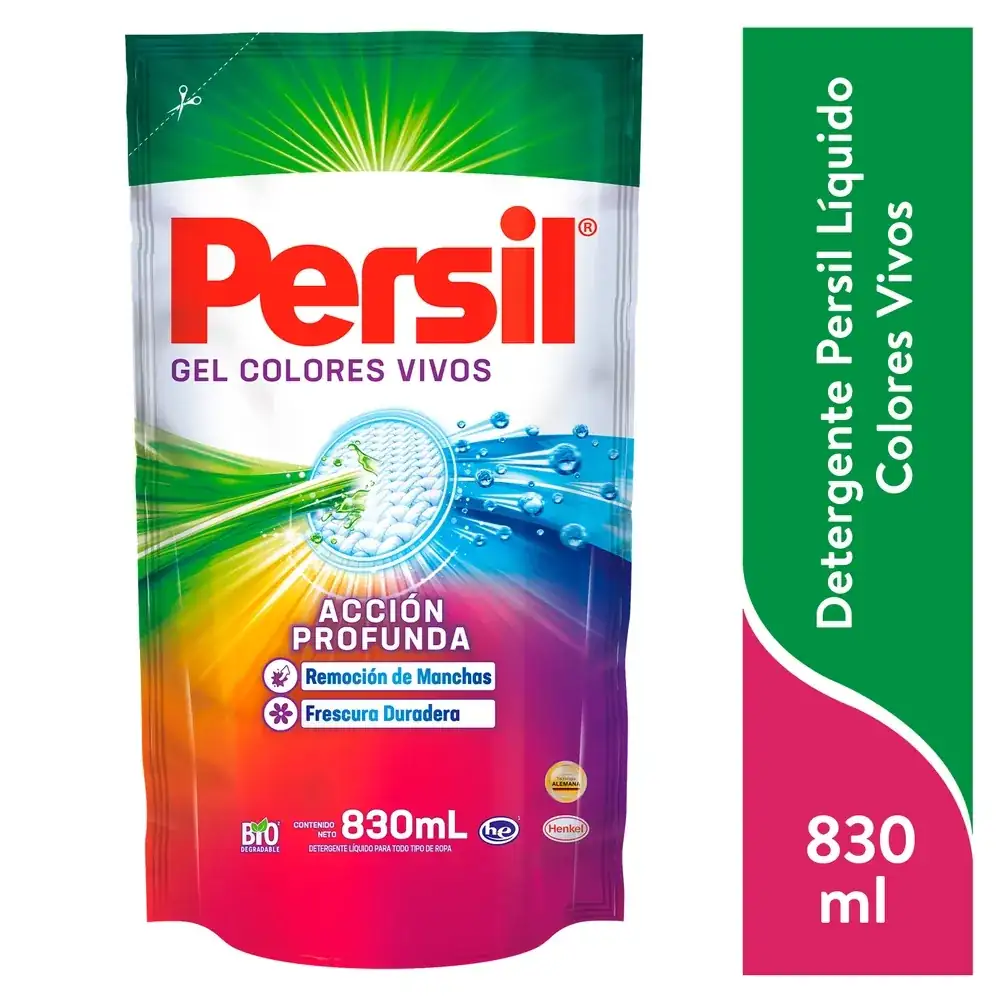 Persil®
GEL COLORES VIVOS
ACCIÓN
PROFUNDA
Remoción de Manchas
Frescura Duradera
ALEMANA
BIO²
DEGRADABLE
CONTENIDO
NETO 830mL
DETERGENTE LÍQUIDO PARA TODO TIPO DE ROPA
he
Henkel
Detergente Persil Líquido
Colores Vivos
830
ml